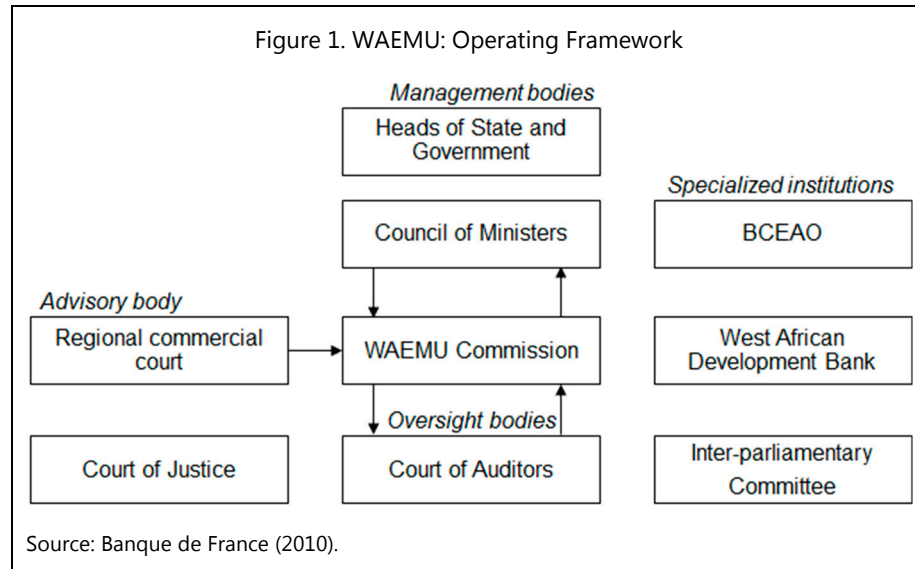 Figure 1. WAEMU: Operating Framework
Management bodies
Heads of State and
Government
Specialized institutions
Council of Ministers
BCEAO
Advisory body
Regional commercial
court
WAEMU Commission
West African
Development Bank
Oversight bodies
Court of Justice
Court of Auditors
Inter-parliamentary
Committee
Source: Banque de France (2010).